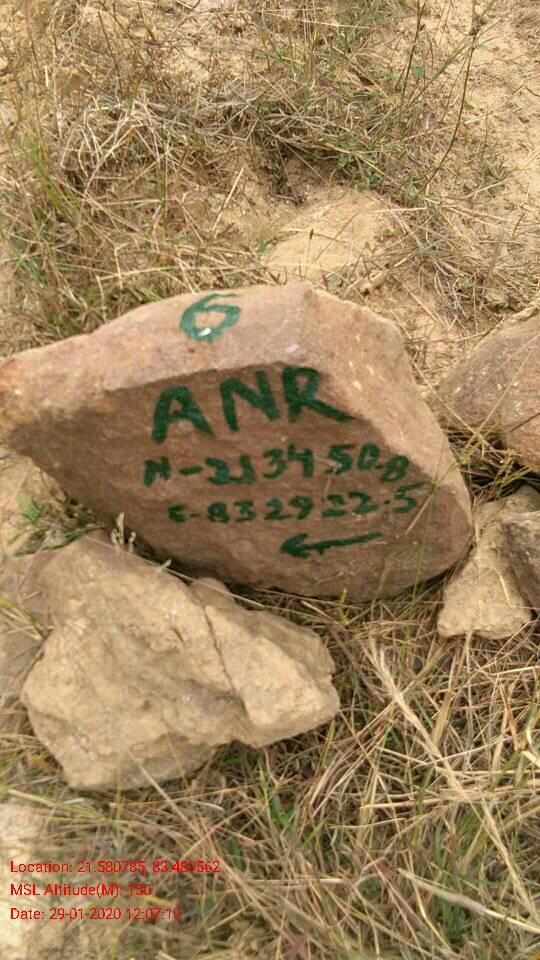 6
ANR
N-213450.8
E-832922.5
Location: 21.580785, 83.489562
MSL Altitude(M): 150
Date: 29-01-2020 12:07:10